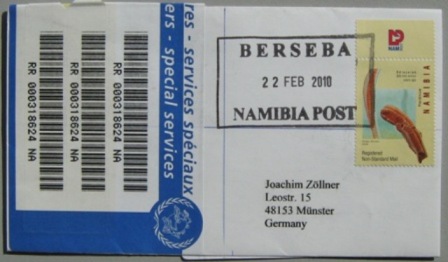 res - services spéciaux
ers - special services
RR 000318624 NA
RR 000318624 NA
RR 000318624 NA
BERSEBA
22 FEB 2010
NAMIBIA POST
NAMIBIA
Registered
Non-Standard Mail
Joachim Zöllner
Leostr. 15
48153 Münster
Germany